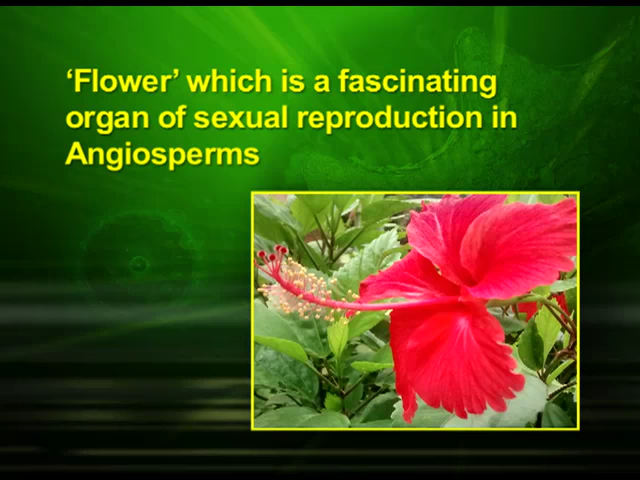 ‘Flower’ which is a fascinating
organ of sexual reproduction in
Angiosperms